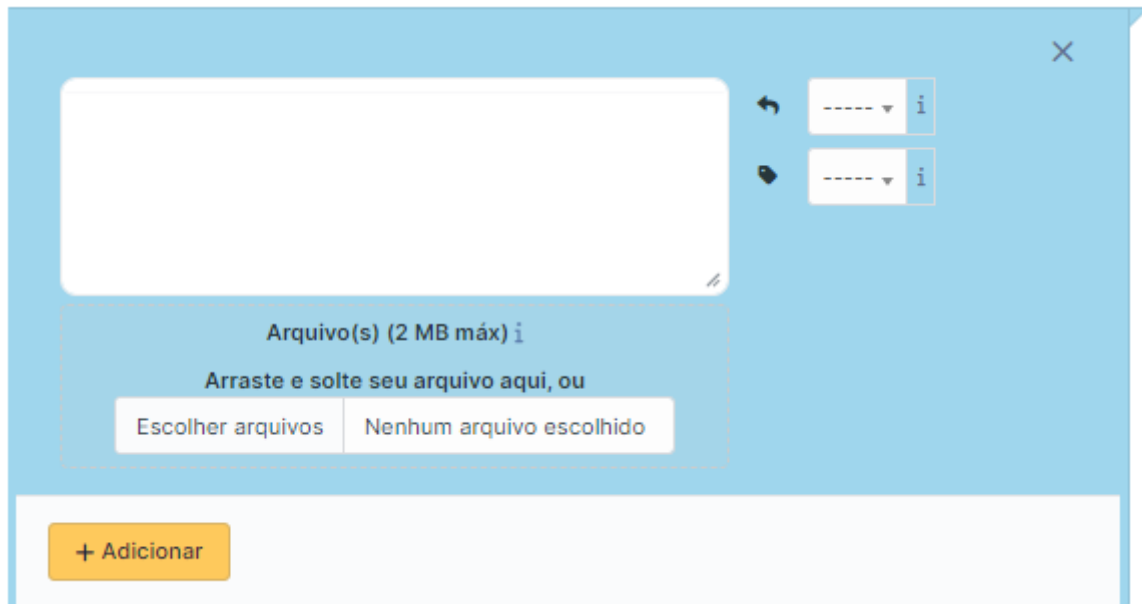 -----
i
-----
i
Arquivo(s) (2 MB máx) i
Arraste e solte seu arquivo aqui, ou
Escolher arquivos Nenhum arquivo escolhido
+ Adicionar